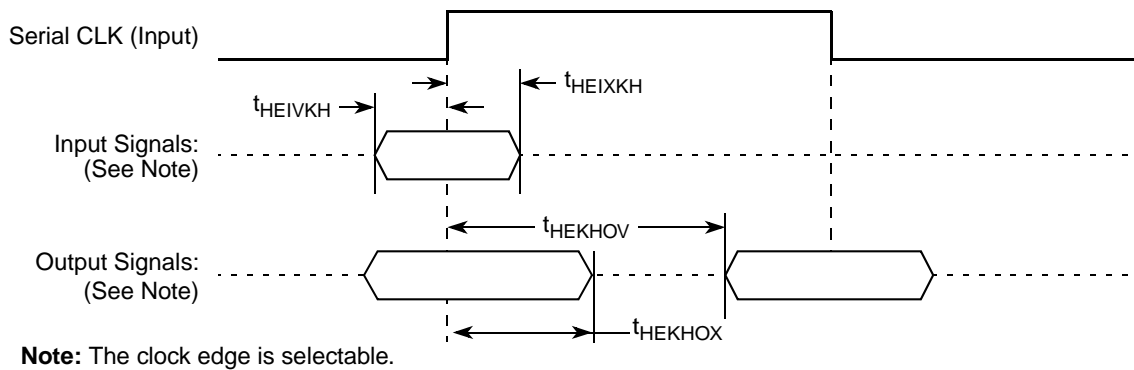 Serial CLK (Input)
tHEIXKH
tHEIVKH
Input Signals:
(See Note)
tHEKHOV
Output Signals:
(See Note)
tHEKHOX
Note: The clock edge is selectable.